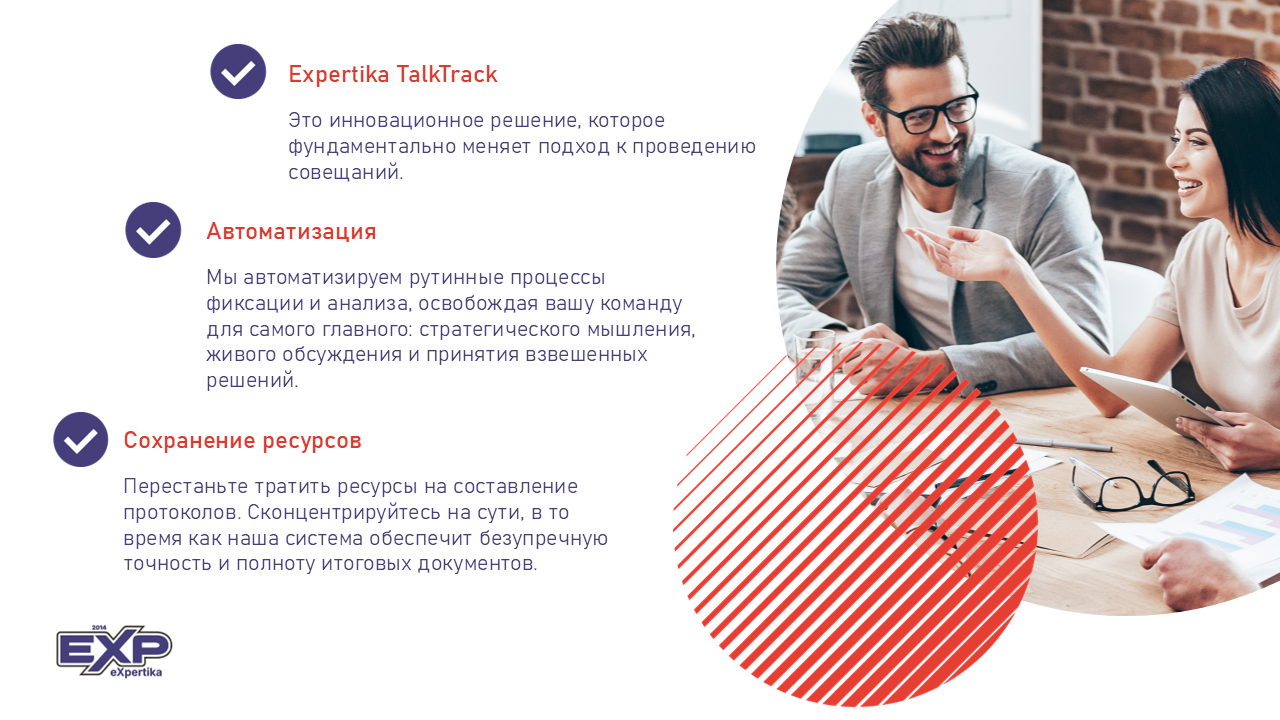 Expertika TalkTrack
Это инновационное решение, которое
фундаментально меняет подход к проведению
совещаний.
Автоматизация
Мы автоматизируем рутинные процессы
фиксации и анализа, освобождая вашу команду
для самого главного: стратегического мышления,
живого обсуждения и принятия взвешенных
решений.
Сохранение ресурсов
Перестаньте тратить ресурсы на составление
протоколов. Сконцентрируйтесь на сути, в то
время как наша система обеспечит безупречную
точность и полноту итоговых документов.
2014
EXP
eXpertika